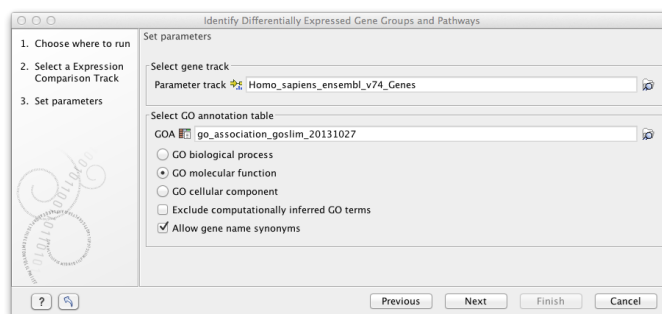 Identify Differentially Expressed Gene Groups and Pathways
1. Choose where to run
2. Select a Expression
Comparison Track
3. Set parameters
Set parameters
Select gene track
Parameter track Homo_sapiens_ensembl_v74_Genes
Select GO annotation table
GOA go_association_goslim_20131027
GO biological process
GO molecular function
GO cellular component
Exclude computationally inferred GO terms
Allow gene name synonyms
? Previous Next Finish Cancel